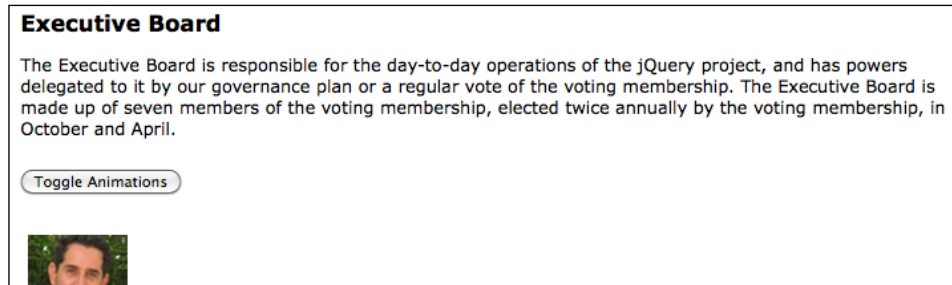 Executive Board
The Executive Board is responsible for the day-to-day operations of the jQuery project, and has powers
delegated to it by our governance plan or a regular vote of the voting membership. The Executive Board is
made up of seven members of the voting membership, elected twice annually by the voting membership, in
October and April.
Toggle Animations